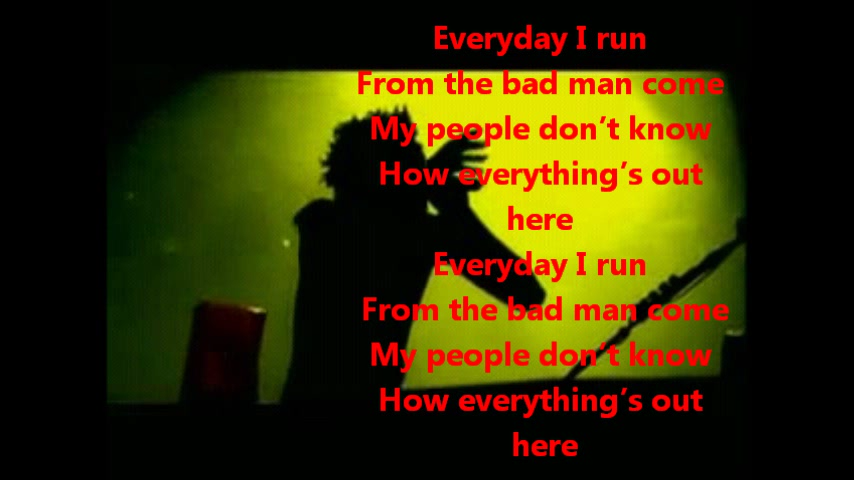 Everyday I run
From the bad man come
My people don’t know
How everything’s out
here
Everyday I run
From the bad man come
My people don’t know
How everything’s out
here